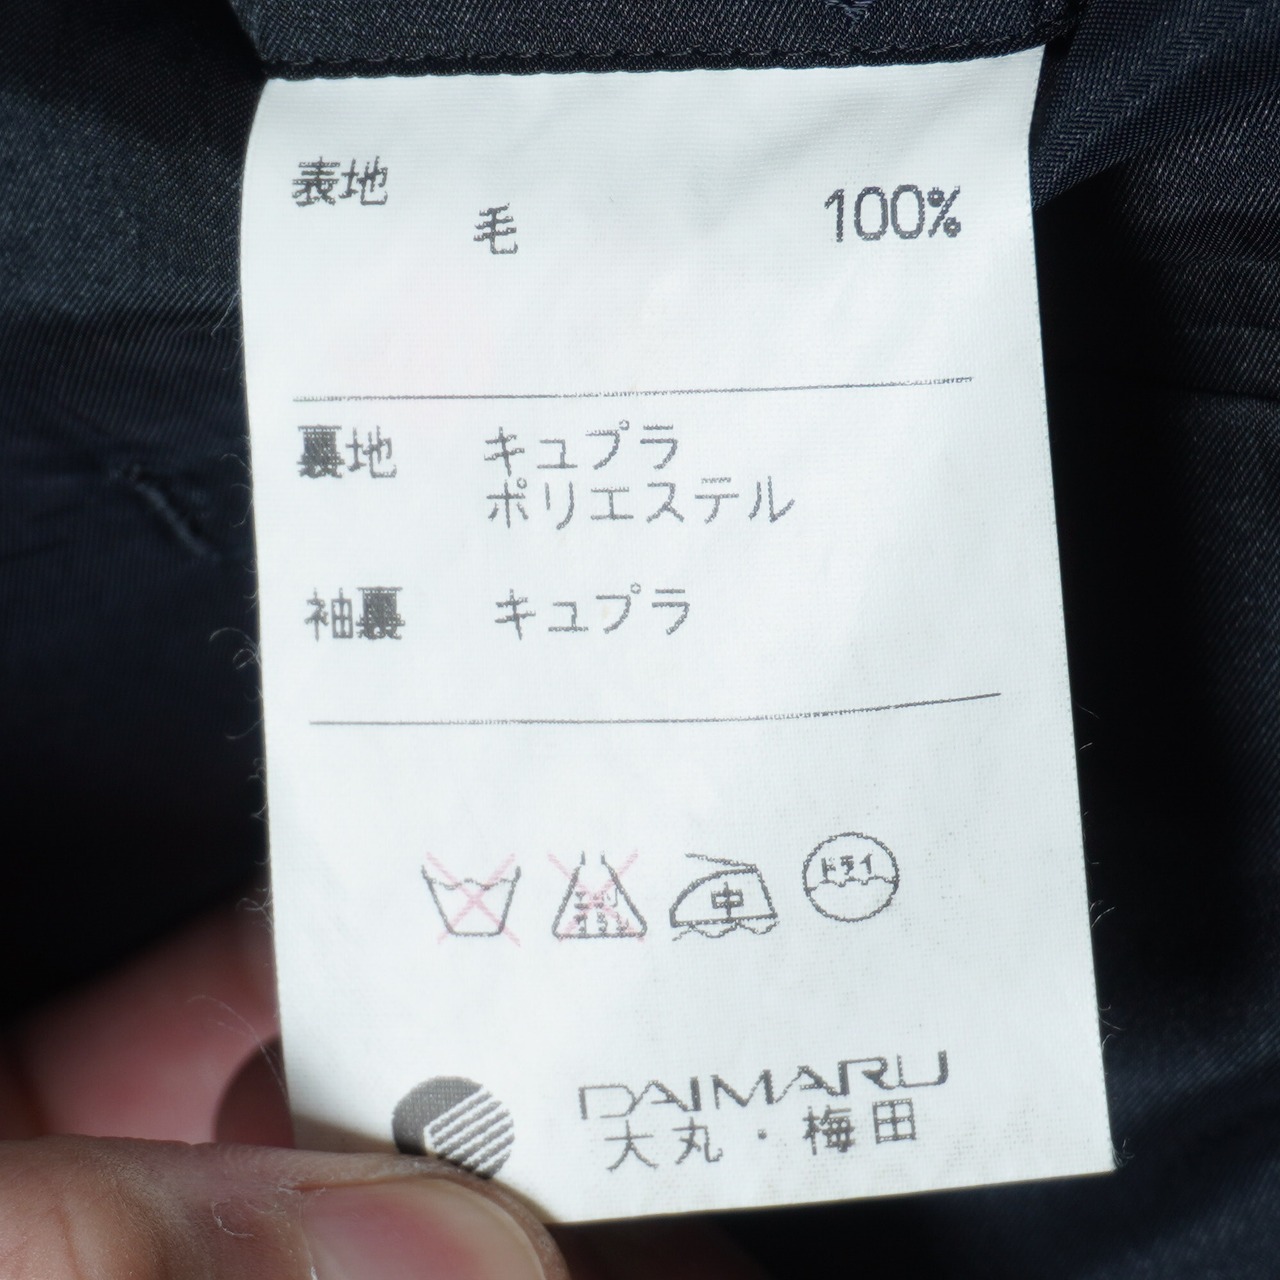 表地
毛 100%
裏地 キュプラ
ポリエステル
袖裏 キュプラ
中
ドライ
DAIMARU
大丸・梅田